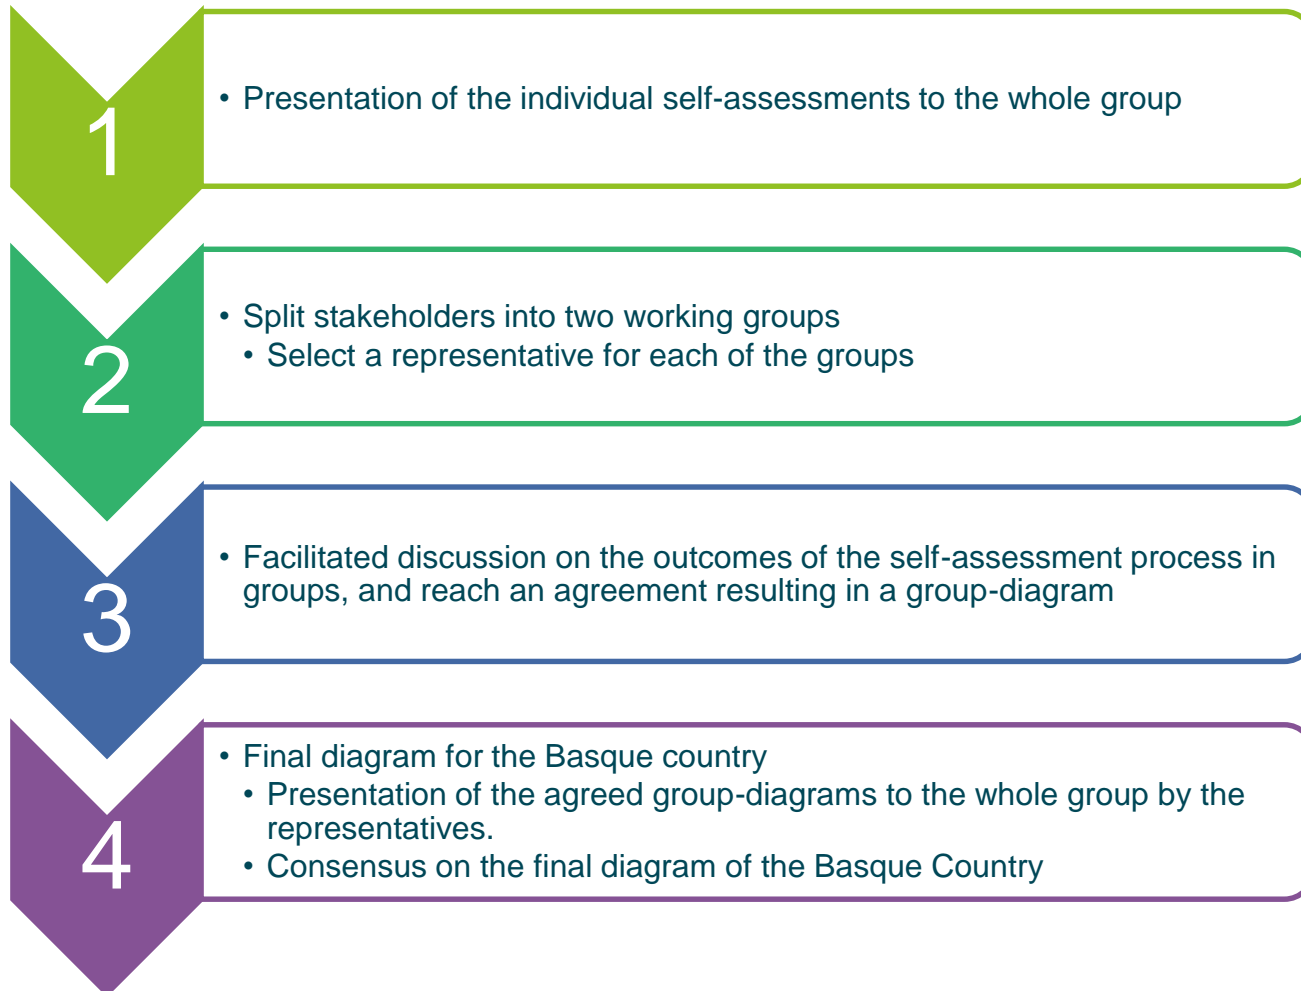 1
• Presentation of the individual self-assessments to the whole group
2
• Split stakeholders into two working groups
• Select a representative for each of the groups
3
• Facilitated discussion on the outcomes of the self-assessment process in
groups, and reach an agreement resulting in a group-diagram
4
• Final diagram for the Basque country
• Presentation of the agreed group-diagrams to the whole group by the
representatives.
• Consensus on the final diagram of the Basque Country